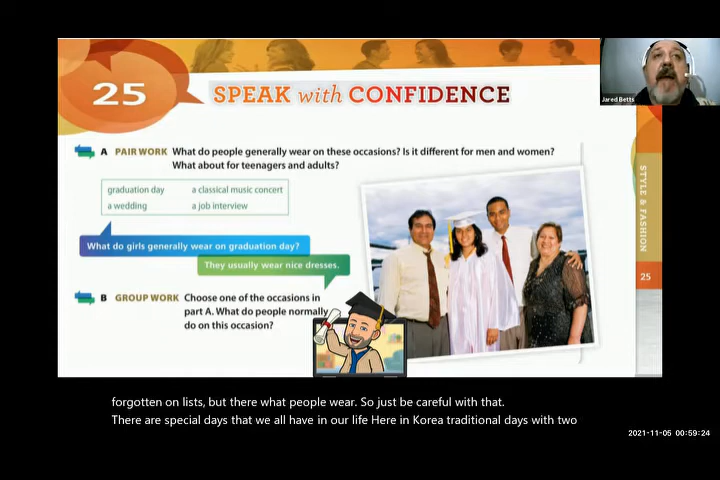 25
SPEAK with CONFIDENCE
Jared Betts
A PAIR WORK What do people generally wear on these occasions? Is it different for men and women?
What about for teenagers and adults?
graduation day a classical music concert
a wedding a job interview
What do girls generally wear on graduation day?
They usually wear nice dresses.
B GROUP WORK Choose one of the occasions in
part A. What do people normally
do on this occasion?
STYLE & FASHION
25
forgotten on lists, but there what people wear. So just be careful with that.
There are special days that we all have in our life Here in Korea traditional days with two
2021-11-05 00:59:24